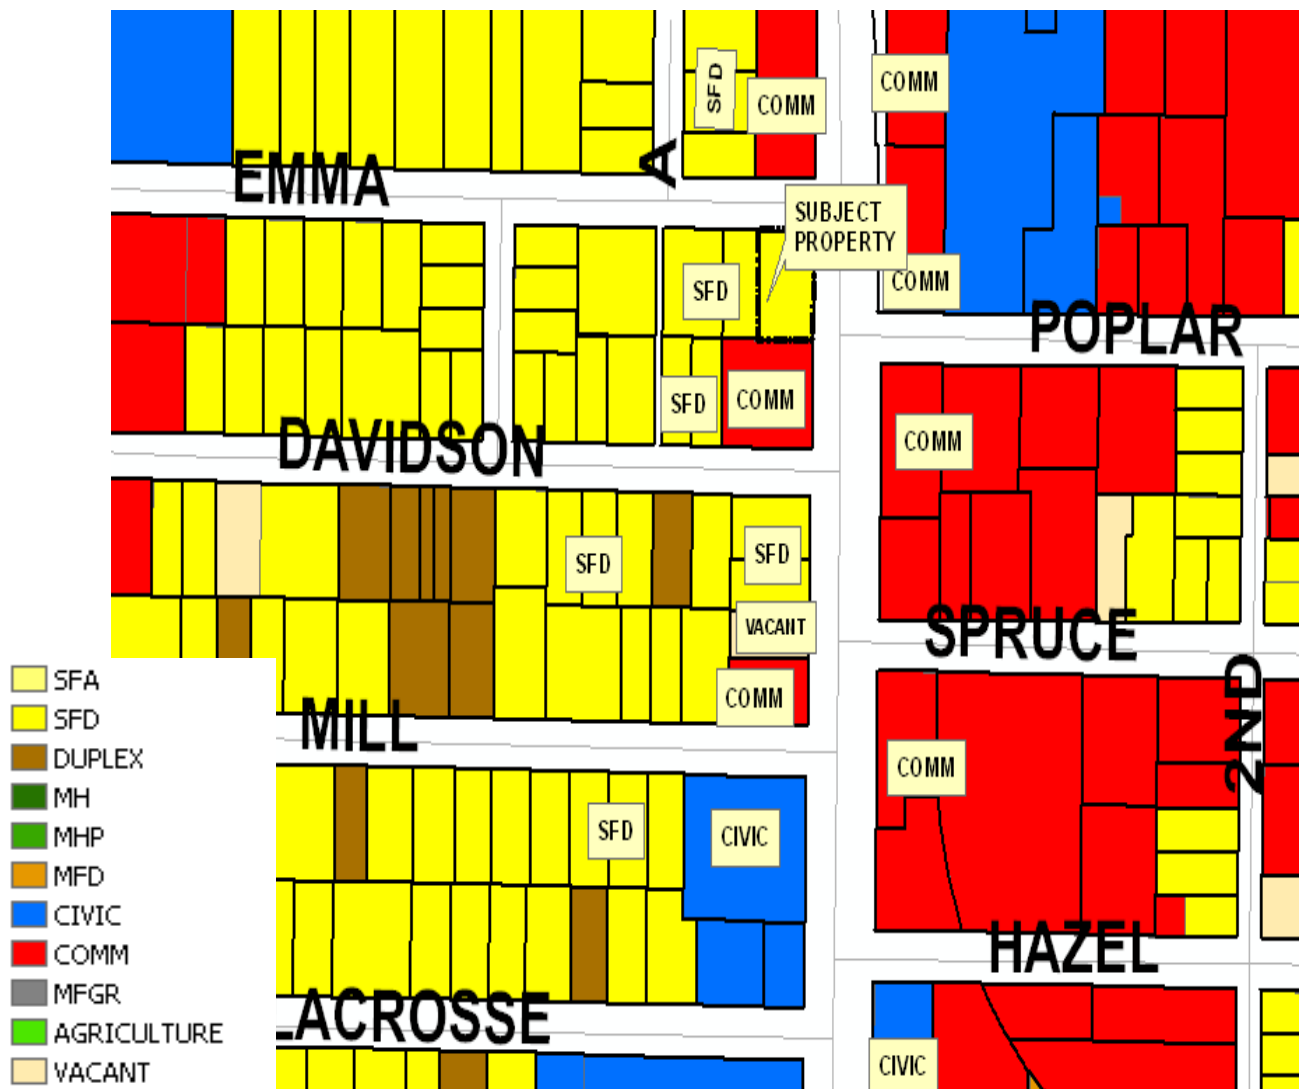 SFD
COMM
COMM
A
EMMA
SUBJECT
PROPERTY
SFD
COMM
POPLAR
SFD
COMM
COMM
DAVIDSON
SFD
SFD
VACANT
SPRUCE
COMM
MILL
2ND
COMM
SFD
CIVIC
HAZEL
LACROSSE
CIVIC
SFA
SFD
DUPLEX
MH
MHP
MFD
CIVIC
COMM
MFGR
AGRICULTURE
VACANT